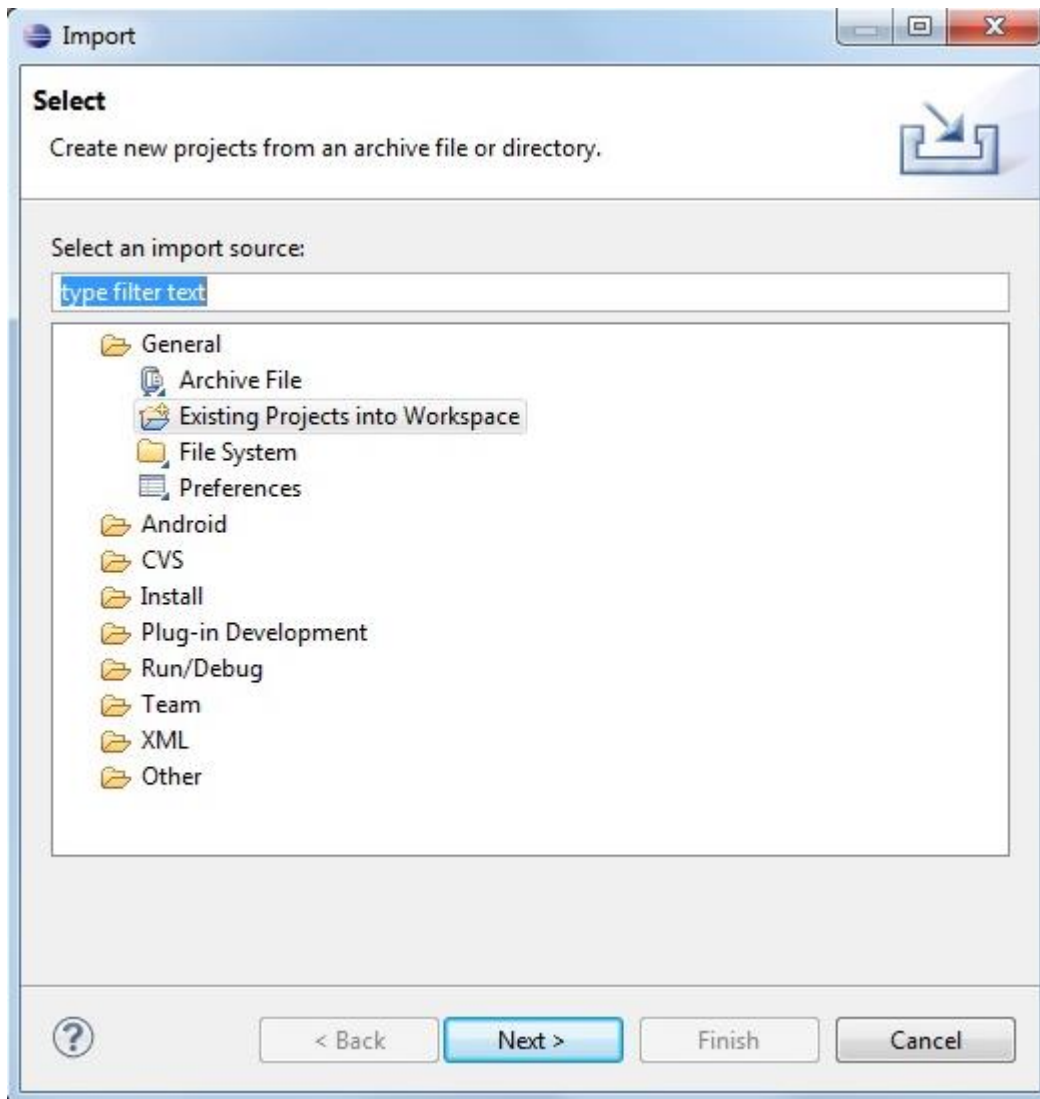 Import
Select
Create new projects from an archive file or directory.
Select an import source:
type filter text
General
Archive File
Existing Projects into Workspace
File System
Preferences
Android
CVS
Install
Plug-in Development
Run/Debug
Team
XML
Other
? < Back Next > Finish Cancel